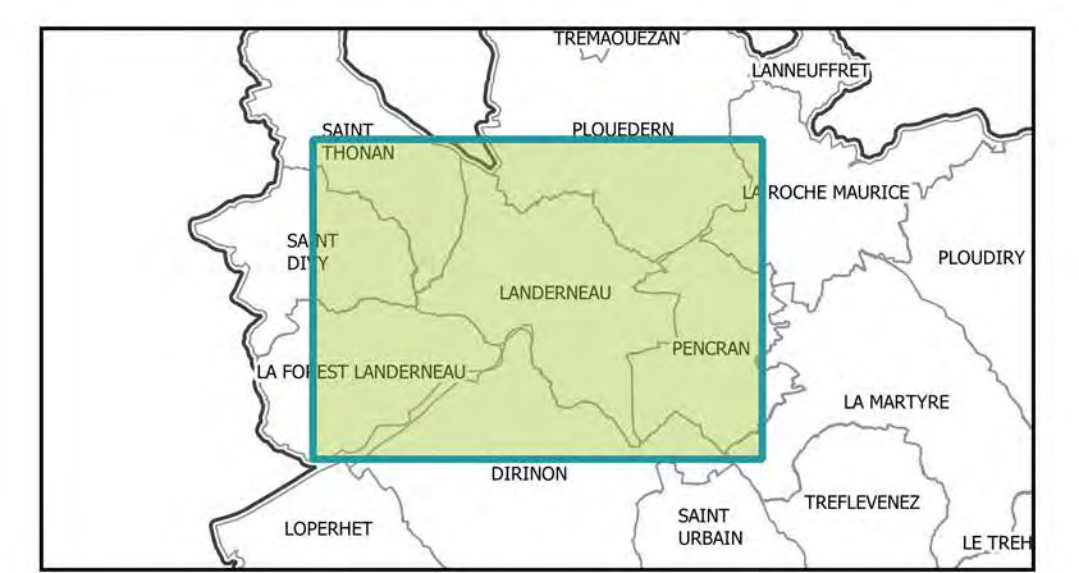 TREMAOUEZAN
LANNEUFFRET
SAINT
THONAN
PLOUEDERN
LA ROCHE MAURICE
SAINT
DIVY
PLOUDIRY
LANDERNEAU
PENCRAN
LA FOREST LANDERNEAU
LA MARTYRE
DIRINON
TREFLEVENEZ
LOPERHET
SAINT
URBAIN
LE TREH